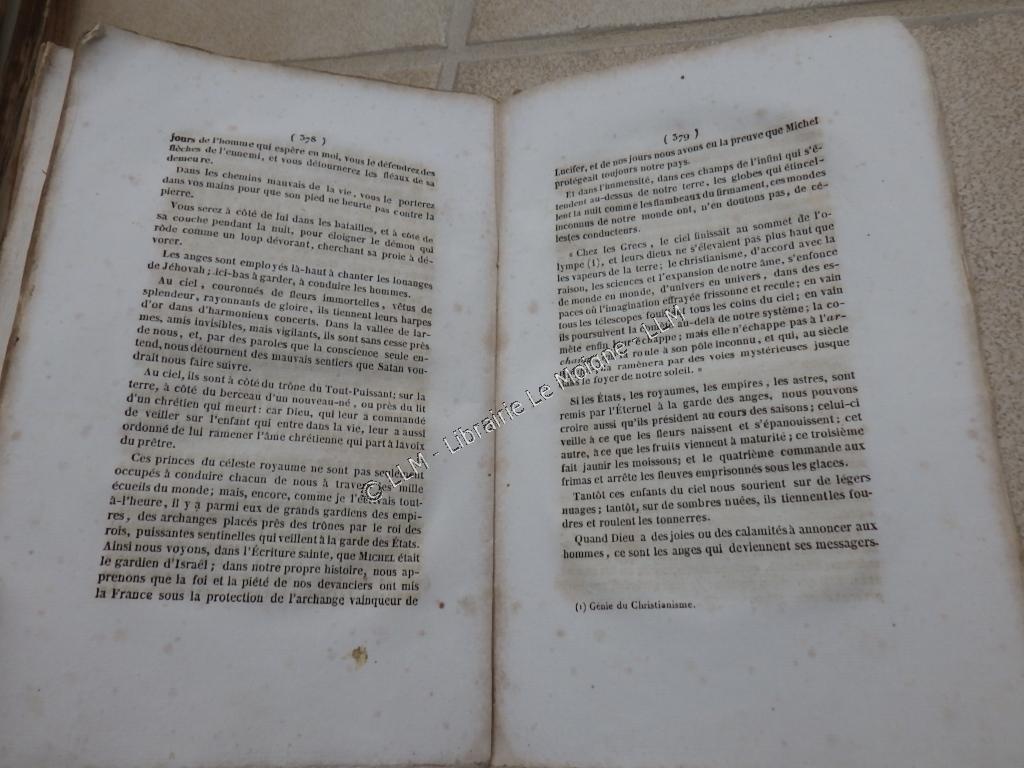 ( 378 )
jours de l'homme qui espère en moi, vous le défendrez des
flèches de l'ennemi, et vous détournerez les fléaux de sa
demeure.
Dans les chemins mauvais de la vie, vous le porterez
dans vos mains pour que son pied ne heurte pas contre la
pierre.
Vous serez à côté de lui dans les batailles, et à côté de
sa couche pendant la nuit, pour éloigner le démon qui
rôde comme un loup dévorant, cherchant sa proie à dé-
vorer.
Les anges sont employés là-haut à chanter les louanges
de Jéhovah; ici-bas à garder, à conduire les hommes.
Au ciel, couronnés de fleurs immortelles, vêtus de
splendeur, rayonnants de gloire, ils tiennent leurs harpes
d'or dans d'harmonieux concerts. Dans la vallée de lar-
mes, amis invisibles, mais vigilants, ils sont sans cesse près
de nous, et, par des paroles que la conscience seule en-
tend, nous détournent des mauvais sentiers que Satan vou-
drait nous faire suivre.
Au ciel, ils sont à côté du trône du Tout-Puissant; sur la
terre, à côté du berceau d'un nouveau-né, ou près du lit
d'un chrétien qui meurt: car Dieu, qui leur a commandé
de veiller sur l'enfant qui entre dans la vie, leur a aussi
ordonné de lui ramener l'âme chrétienne qui part à la voix
du prêtre.
Ces princes du céleste royaume ne sont pas seulement
occupés à conduire chacun de nous à travers les mille
écueils du monde; mais, encore, comme je l'écrivais tout-
à-l'heure, il y a parmi eux de grands gardiens des empi-
res, des archanges placés près des trônes par le roi des
rois, puissantes sentinelles qui veillent à la garde des États.
Ainsi nous voyons, dans l'Écriture sainte, que MICHEL était
le gardien d'Israël; dans notre propre histoire, nous ap-
prenons que la foi et la piété de nos devanciers ont mis
la France sous la protection de l'archange vainqueur de
( 379 )
Lucifer, et de nos jours nous avons eu la preuve que Michel
protégeait toujours notre pays.
Et dans l'immensité, dans ces champs de l'infini qui s'é-
tendent au-dessus de notre terre, les globes qui étincel-
lent la nuit comme les flambeaux du firmament, ces mondes
inconnus de notre monde ont, n'en doutons pas, de cé-
lestes conducteurs.
« Chez les Grecs, le ciel finissait au sommet de l'o-
lympe (1), et leurs dieux ne s'élevaient pas plus haut que
les vapeurs de la terre; le christianisme, d'accord avec la
raison, les sciences et l'expansion de notre âme, s'enfonce
de monde en monde, d'univers en univers, dans des es-
paces où l'imagination effrayée frissonne et recule; en vain
tous les télescopes fouillent tous les coins du ciel; en vain
ils poursuivent la comète au-delà de notre système; la co-
mète enfin leur échappe; mais elle n'échappe pas à l'ar-
change qui la roule à son pôle inconnu, et qui, au siècle
la ramènera par des voies mystérieuses jusque
dans le foyer de notre soleil. »
Si les États, les royaumes, les empires, les astres, sont
remis par l'Éternel à la garde des anges, nous pouvons
croire aussi qu'ils président au cours des saisons; celui-ci
veille à ce que les fleurs naissent et s'épanouissent; cet
autre, à ce que les fruits viennent à maturité; ce troisième
fait jaunir les moissons; et le quatrième commande aux
frimas et arrête les fleuves emprisonnés sous les glaces.
Tantôt ces enfants du ciel nous sourient sur de légers
nuages; tantôt, sur de sombres nuées, ils tiennent les fou-
dres et roulent les tonnerres.
Quand Dieu a des joies ou des calamités à annoncer aux
hommes, ce sont les anges qui deviennent ses messagers.
(1) Génie du Christianisme.
© LLM - Librairie Le Moigne - LLM